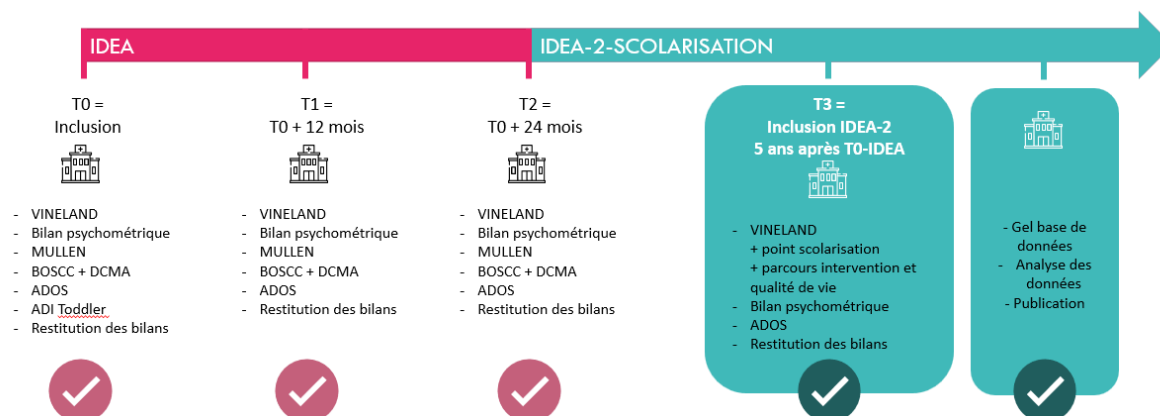 IDEA
IDEA-2-SCOLARISATION
T0 =
Inclusion
- VINELAND
- Bilan psychométrique
- MULLEN
- BOSCC + DCMA
- ADOS
- ADI Toddler
- Restitution des bilans
T1 =
T0 + 12 mois
- VINELAND
- Bilan psychométrique
- MULLEN
- BOSCC + DCMA
- ADOS
- Restitution des bilans
T2 =
T0 + 24 mois
- VINELAND
- Bilan psychométrique
- MULLEN
- BOSCC + DCMA
- ADOS
- Restitution des bilans
T3 =
Inclusion IDEA-2
5 ans après T0-IDEA
- VINELAND
+ point scolarisation
+ parcours intervention et
qualité de vie
- Bilan psychométrique
- ADOS
- Restitution des bilans
- Gel base de
données
- Analyse des
données
- Publication